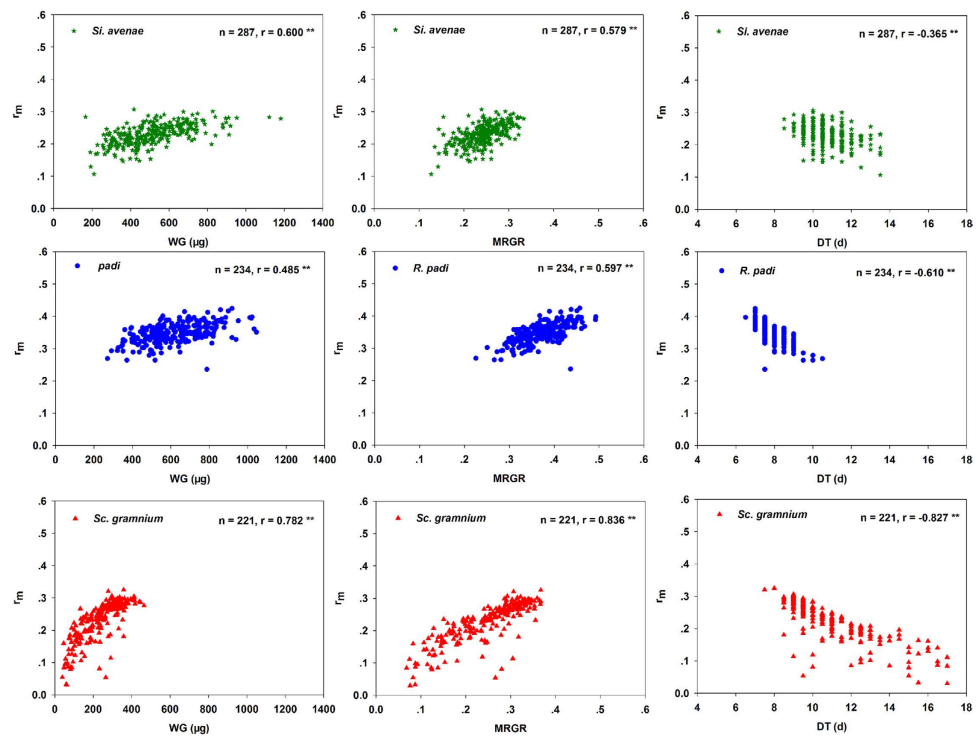 Si. avenae n = 287, r = 0.600 **
.6
.5
.4
.3
.2
.1
0.0
rm
0 200 400 600 800 1000 1200 1400
WG (µg)
Si. avenae n = 287, r = 0.579 **
.6
.5
.4
.3
.2
.1
0.0
rm
0.0 .1 .2 .3 .4 .5 .6
MRGR
Si. avenae n = 287, r = -0.365 **
.6
.5
.4
.3
.2
.1
0.0
rm
4 6 8 10 12 14 16 18
DT (d)
padi n = 234, r = 0.485 **
.6
.5
.4
.3
.2
.1
0.0
rm
0 200 400 600 800 1000 1200 1400
WG (µg)
R. padi n = 234, r = 0.597 **
.6
.5
.4
.3
.2
.1
0.0
rm
0.0 .1 .2 .3 .4 .5 .6
MRGR
R. padi n = 234, r = -0.610 **
.6
.5
.4
.3
.2
.1
0.0
rm
4 6 8 10 12 14 16 18
DT (d)
Sc. gramnium n = 221, r = 0.782 **
.6
.5
.4
.3
.2
.1
0.0
rm
0 200 400 600 800 1000 1200 1400
WG (µg)
Sc. gramnium n = 221, r = 0.836 **
.6
.5
.4
.3
.2
.1
0.0
rm
0.0 .1 .2 .3 .4 .5 .6
MRGR
Sc. gramnium n = 221, r = -0.827 **
.6
.5
.4
.3
.2
.1
0.0
rm
4 6 8 10 12 14 16 18
DT (d)